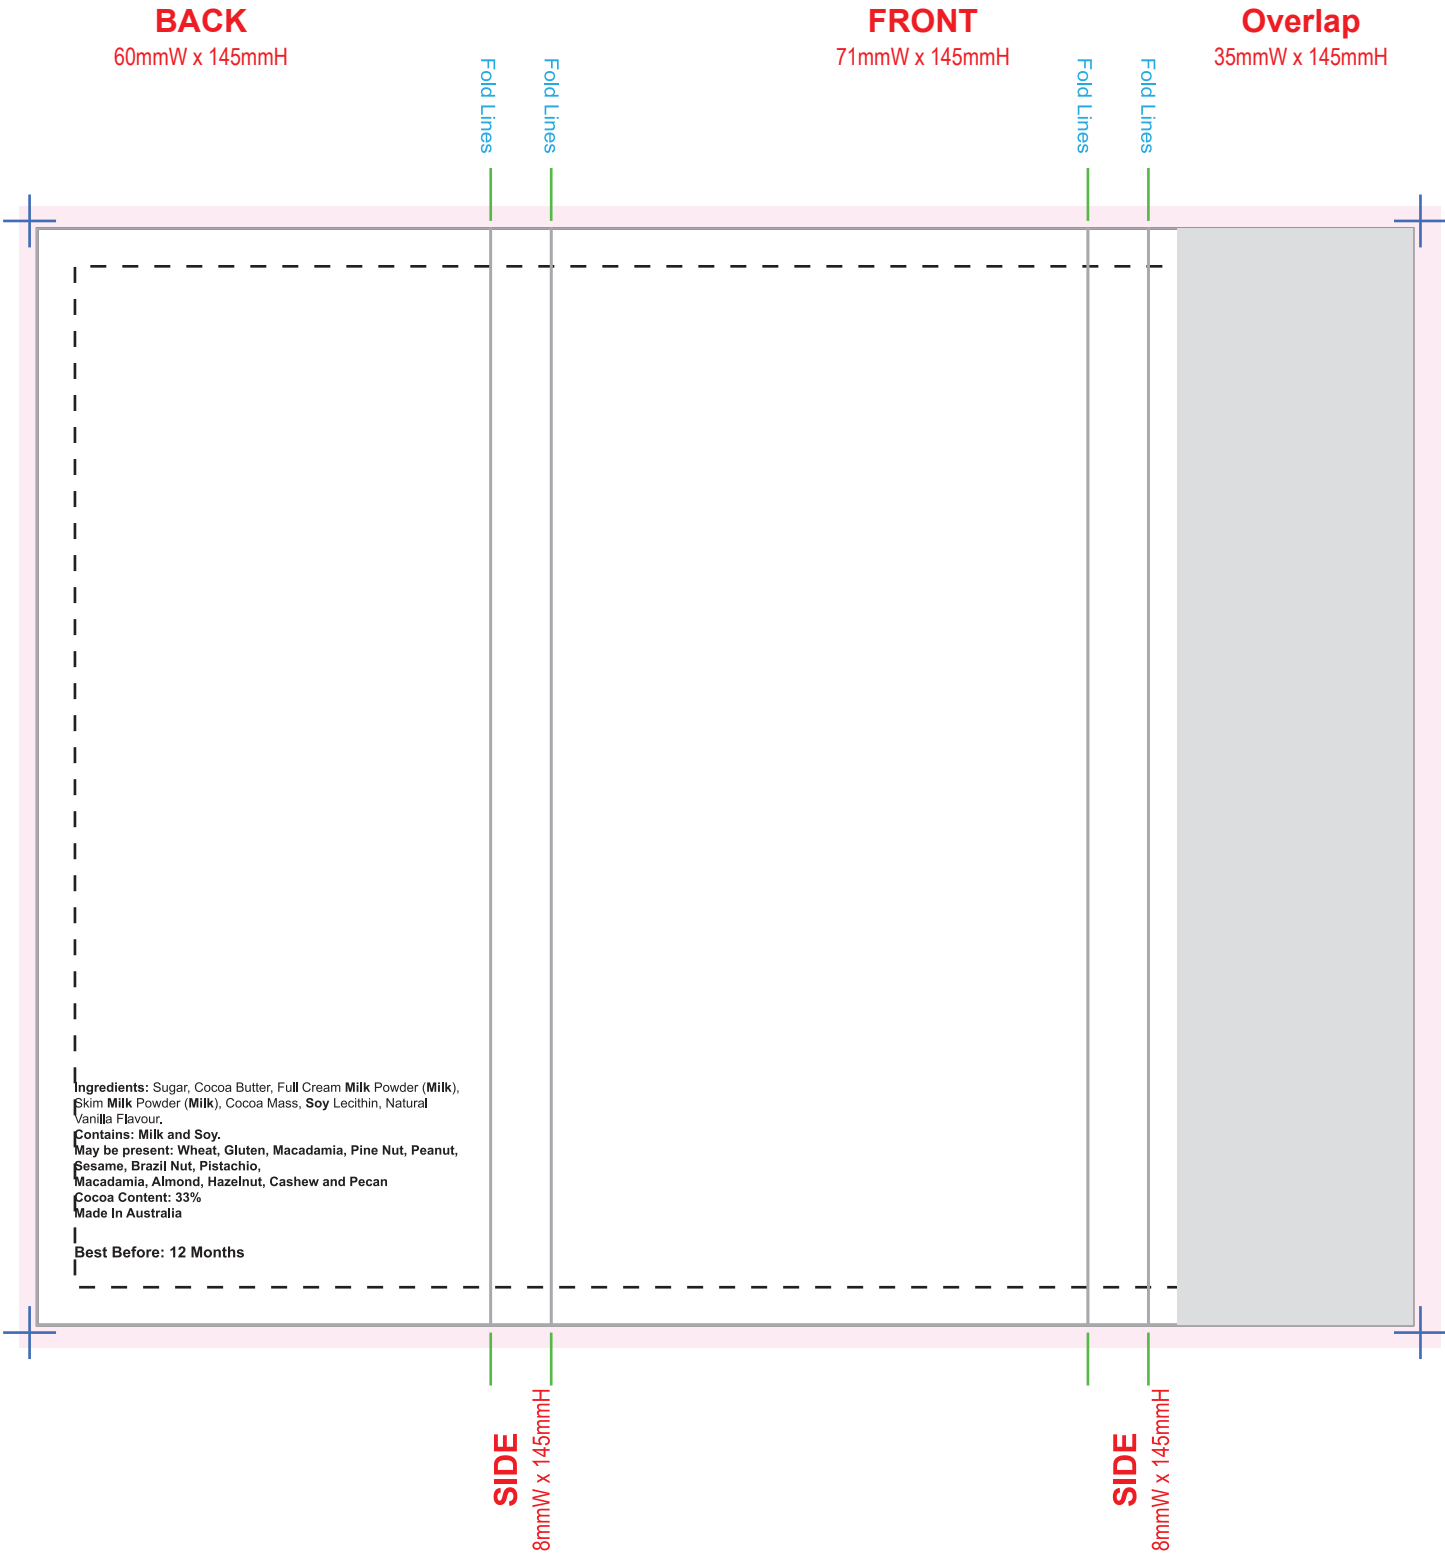 BACK
60mmW x 145mmH
FRONT
71mmW x 145mmH
Overlap
35mmW x 145mmH
Fold Lines
Fold Lines
Fold Lines
Fold Lines
Ingredients: Sugar, Cocoa Butter, Full Cream Milk Powder (Milk),
Skim Milk Powder (Milk), Cocoa Mass, Soy Lecithin, Natural
Vanilla Flavour.
Contains: Milk and Soy.
May be present: Wheat, Gluten, Macadamia, Pine Nut, Peanut,
Sesame, Brazil Nut, Pistachio,
Macadamia, Almond, Hazelnut, Cashew and Pecan
Cocoa Content: 33%
Made In Australia
Best Before: 12 Months
SIDE
8mmW x 145mmH
SIDE
8mmW x 145mmH